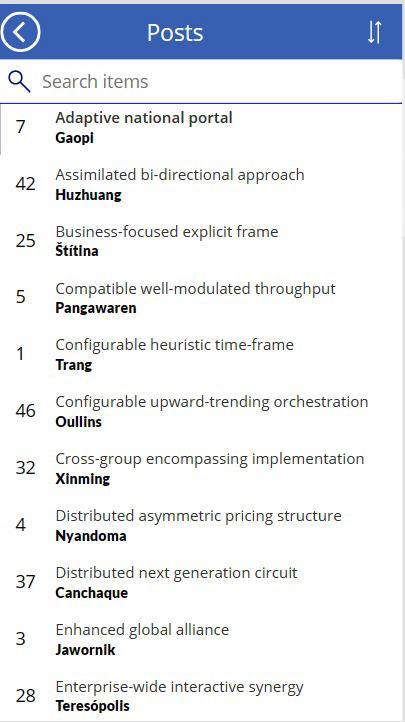 Posts
Search items
7
Adaptive national portal
Gaopi
42
Assimilated bi-directional approach
Huzhuang
25
Business-focused explicit frame
Štítina
5
Compatible well-modulated throughput
Pangawaren
1
Configurable heuristic time-frame
Trang
46
Configurable upward-trending orchestration
Oullins
32
Cross-group encompassing implementation
Xinming
4
Distributed asymmetric pricing structure
Nyandoma
37
Distributed next generation circuit
Canchaque
3
Enhanced global alliance
Jawornik
28
Enterprise-wide interactive synergy
Teresópolis